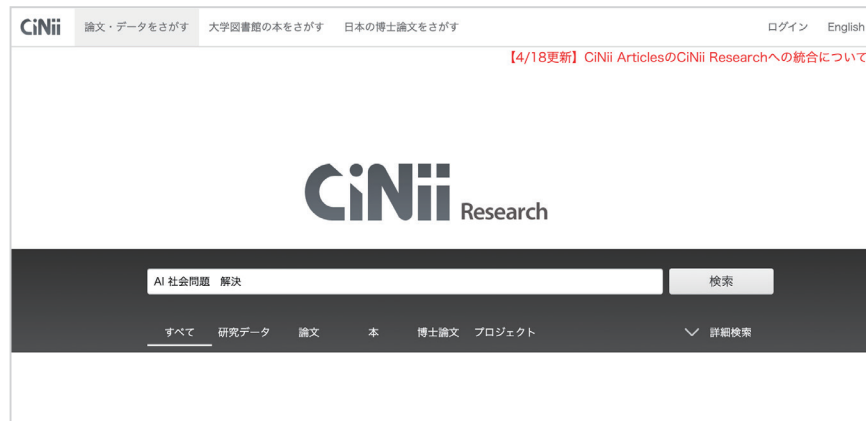 CiNii 論文・データをさがす 大学図書館の本をさがす 日本の博士論文をさがす ログイン English
【4/18更新】CiNii ArticlesのCiNii Researchへの統合について
CiNii Research
AI 社会問題　解決 検索
すべて 研究データ 論文 本 博士論文 プロジェクト 詳細検索